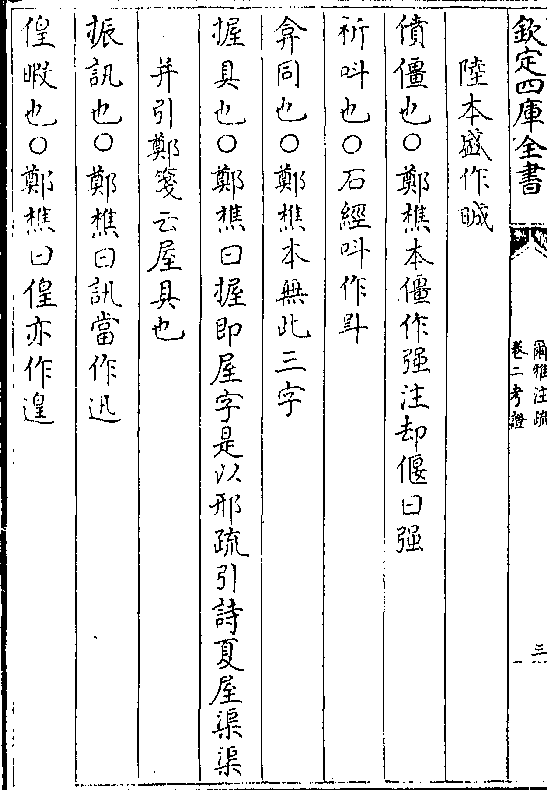 欽定四庫全書
爾雅注疏
卷二考證
三
陸本盛作晠
僨僵也○鄭樵本僵作强注却偃曰强
祈叫也○石經叫作㗊
弇同也○鄭樵本無此三字
握具也○鄭樵曰握即屋字是以邢疏引詩夏屋渠渠
并引鄭箋云屋具也
振訊也○鄭樵曰訊當作迅
偟暇也○鄭樵曰偟亦作遑